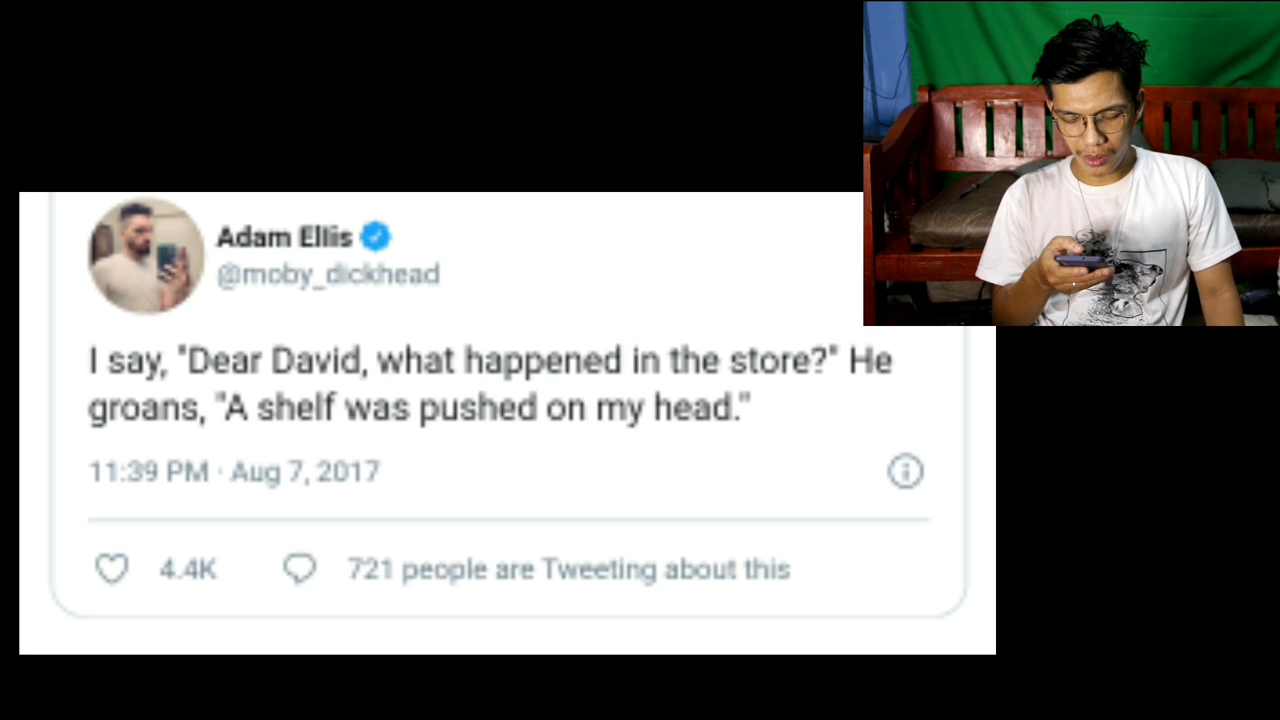 Adam Ellis
@moby_dickhead
I say, "Dear David, what happened in the store?" He
groans, "A shelf was pushed on my head."
11:39 PM · Aug 7, 2017
4.4K 721 people are Tweeting about this